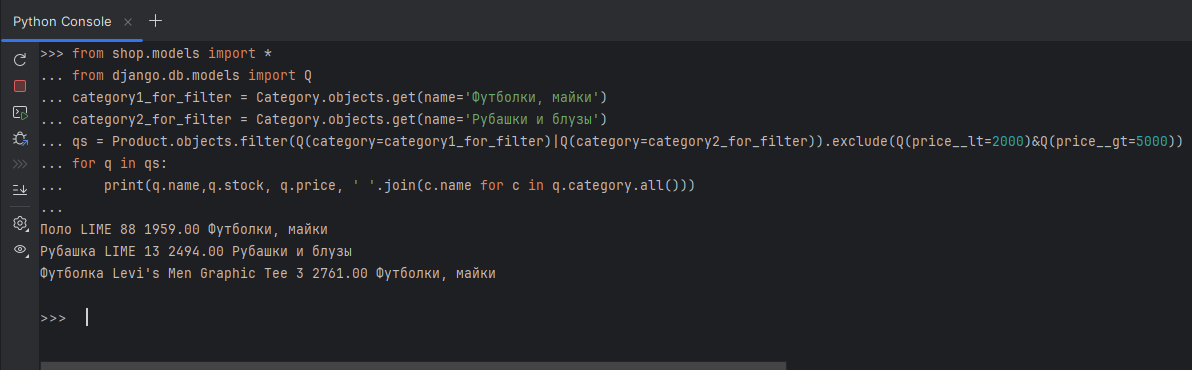 Python Console
>>> from shop.models import *
... from django.db.models import Q
... category1_for_filter = Category.objects.get(name='Футболки, майки')
... category2_for_filter = Category.objects.get(name='Рубашки и блузы')
... qs = Product.objects.filter(Q(category=category1_for_filter)|Q(category=category2_for_filter)).exclude(Q(price__lt=2000)&Q(price__gt=5000))
... for q in qs:
...     print(q.name,q.stock, q.price, ' '.join(c.name for c in q.category.all()))
...
Поло LIME 88 1959.00 Футболки, майки
Рубашка LIME 13 2494.00 Рубашки и блузы
Футболка Levi's Men Graphic Tee 3 2761.00 Футболки, майки
>>>